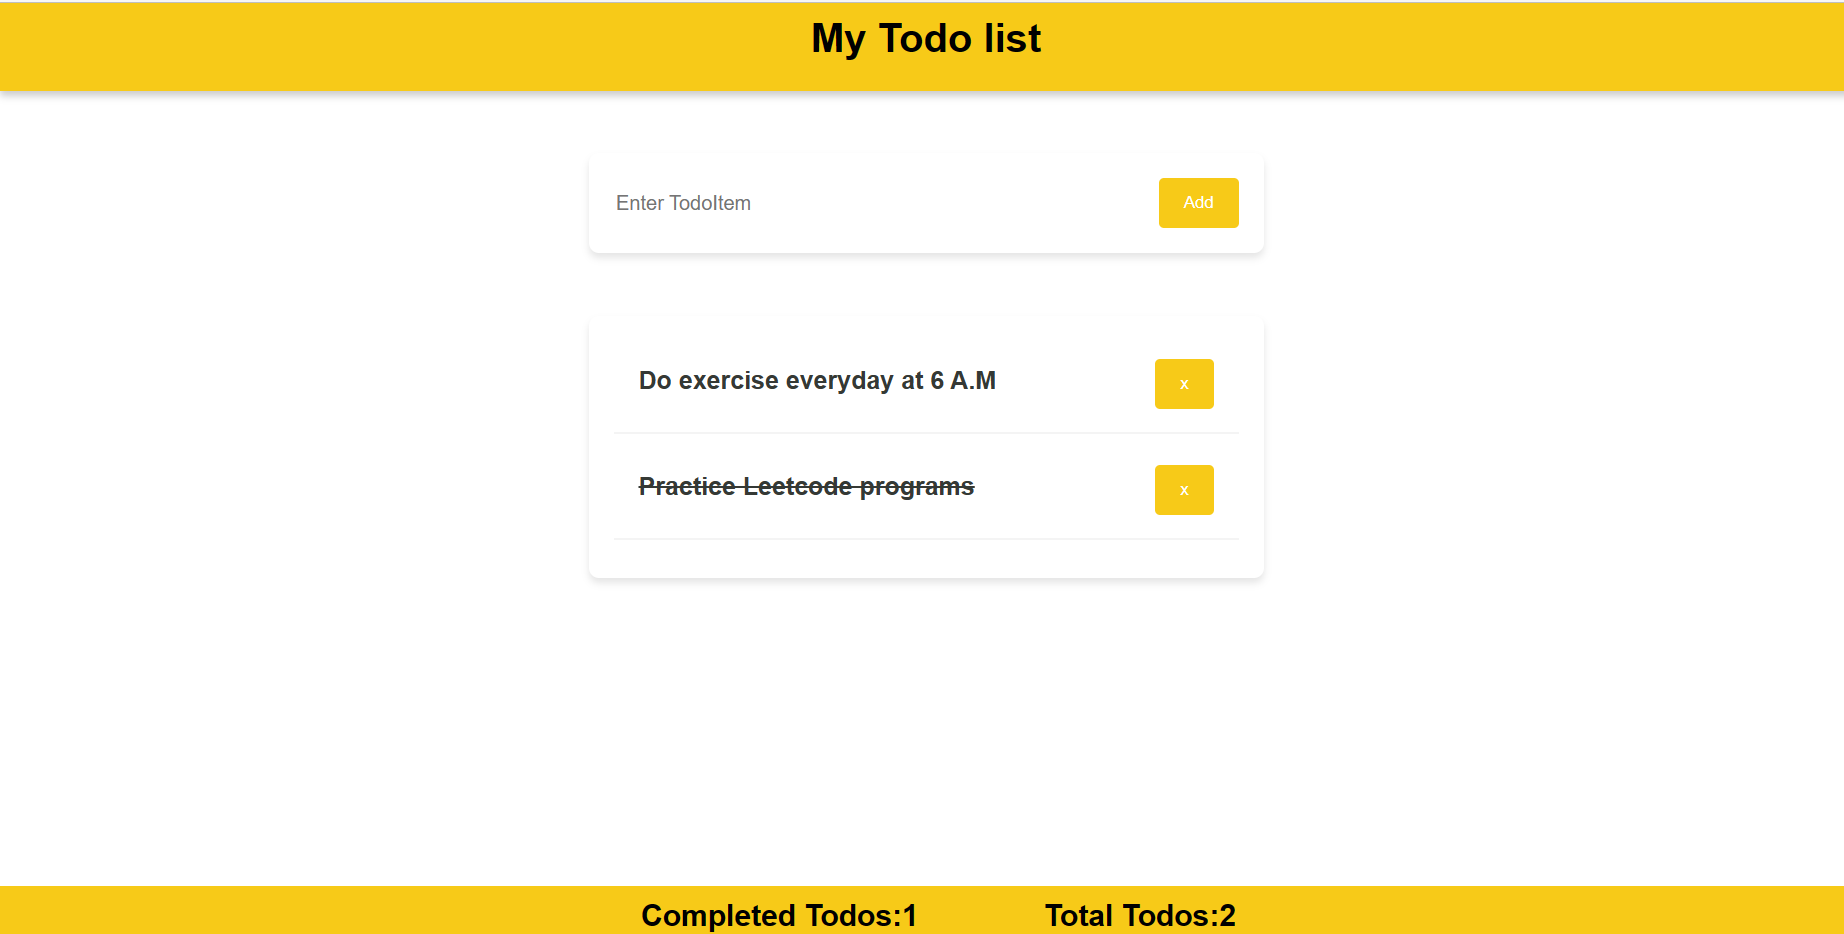 My Todo list
Enter TodoItem
Add
Do exercise everyday at 6 A.M
x
Practice Leetcode programs
x
Completed Todos:1 Total Todos:2